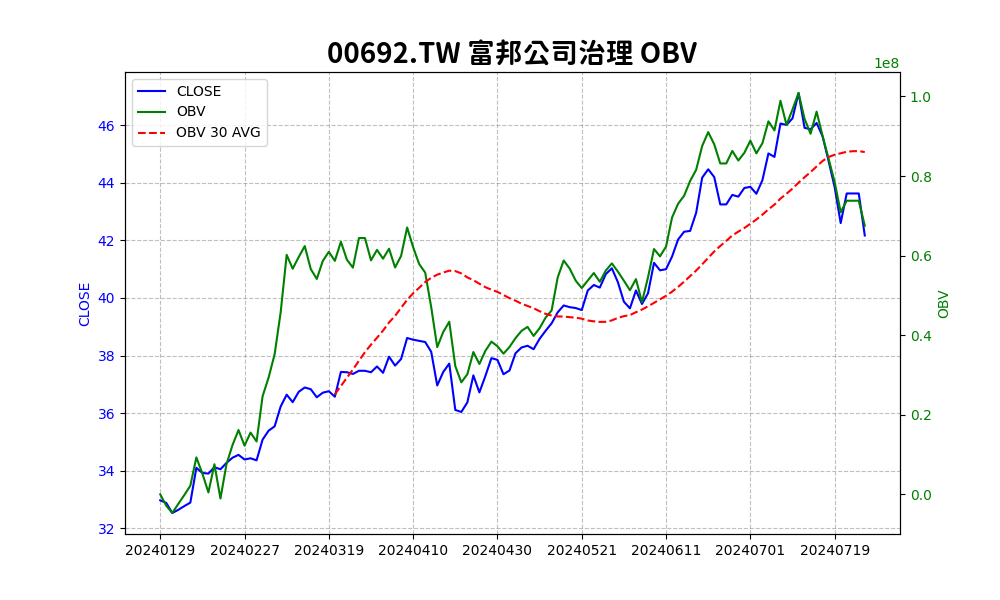 00692.TW 富邦公司治理 OBV
1e8
CLOSE
OBV
OBV 30 AVG
46
44
42
40
38
36
34
32
CLOSE
1.0
0.8
0.6
0.4
0.2
0.0
OBV
20240129 20240227 20240319 20240410 20240430 20240521 20240611 20240701 20240719